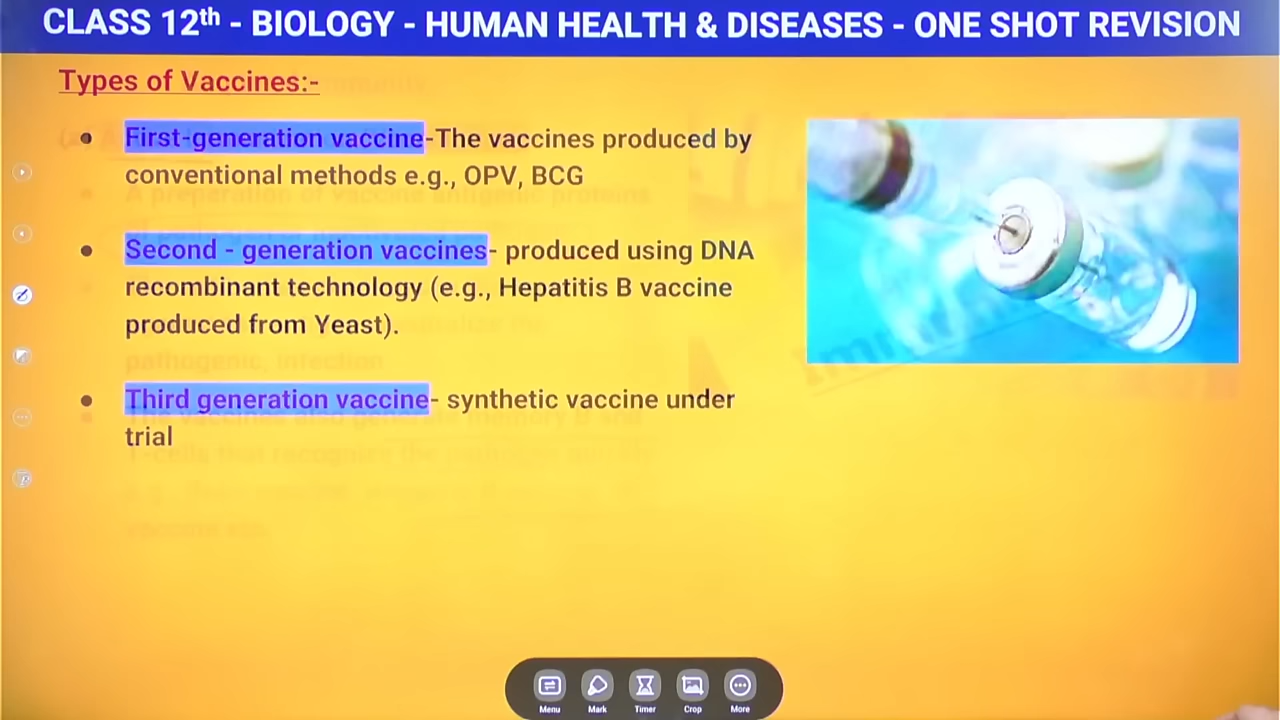 CLASS 12th - BIOLOGY - HUMAN HEALTH & DISEASES - ONE SHOT REVISION
Types of Vaccines:-
• First-generation vaccine-The vaccines produced by
conventional methods e.g., OPV, BCG
• Second - generation vaccines- produced using DNA
recombinant technology (e.g., Hepatitis B vaccine
produced from Yeast).
• Third generation vaccine- synthetic vaccine under
trial
Menu Mark Timer Crop More